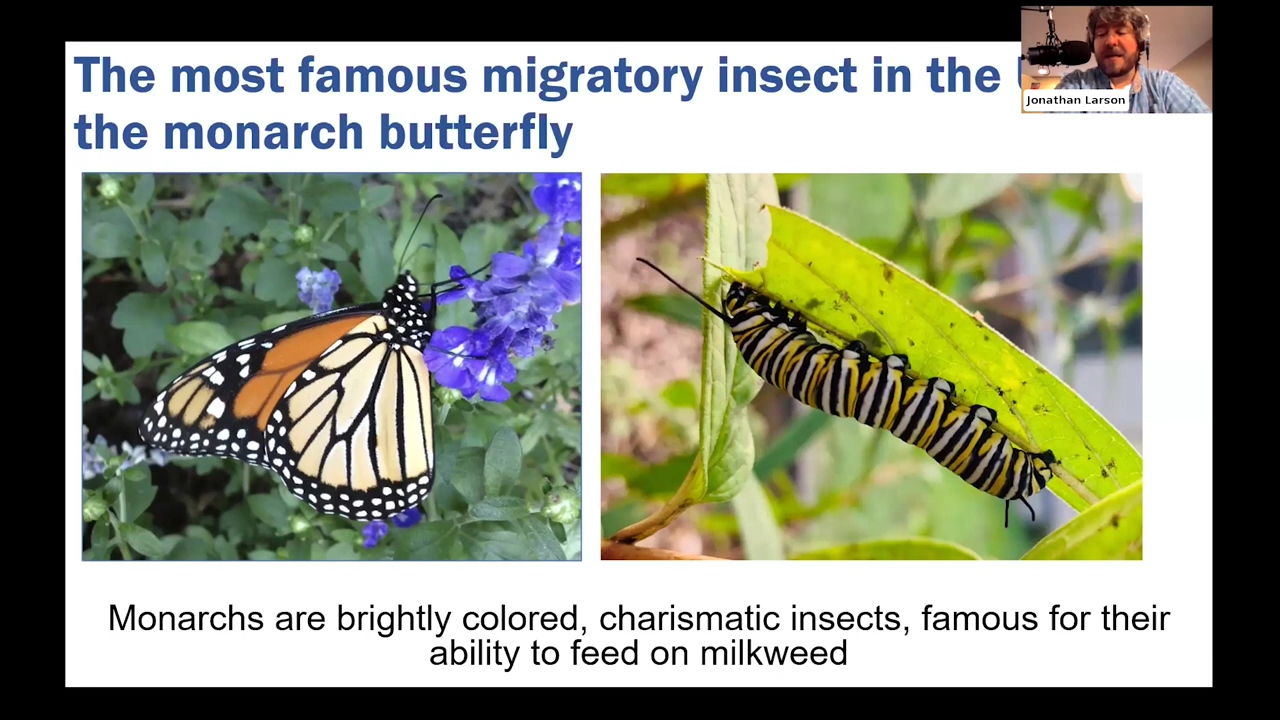 The most famous migratory insect in the
the monarch butterfly
Jonathan Larson
Monarchs are brightly colored, charismatic insects, famous for their
ability to feed on milkweed